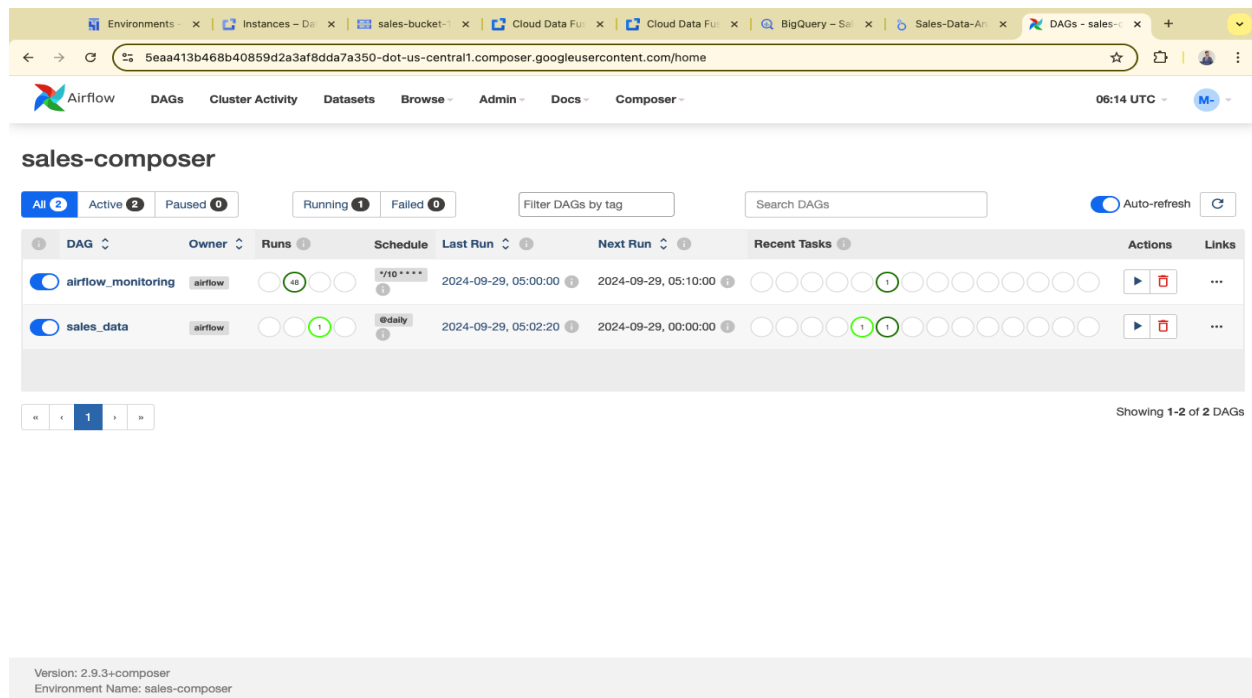 Environments - Instances – Da sales-bucket-1 Cloud Data Fu Cloud Data Fu BigQuery – Sa Sales-Data-An DAGs - sales-c
5eaa413b468b40859d2a3af8dda7a350-dot-us-central1.composer.googleusercontent.com/home
Airflow DAGs Cluster Activity Datasets Browse Admin Docs Composer 06:14 UTC M-
sales-composer
All 2 Active 2 Paused 0 Running 1 Failed 0 Filter DAGs by tag Search DAGs Auto-refresh
DAG Owner Runs Schedule Last Run Next Run Recent Tasks Actions Links
airflow_monitoring airflow 48 */10 * * * * 2024-09-29, 05:00:00 2024-09-29, 05:10:00 1 ...
sales_data airflow 1 @daily 2024-09-29, 05:02:20 2024-09-29, 00:00:00 1 1 ...
« ‹ 1 › » Showing 1-2 of 2 DAGs
Version: 2.9.3+composer
Environment Name: sales-composer